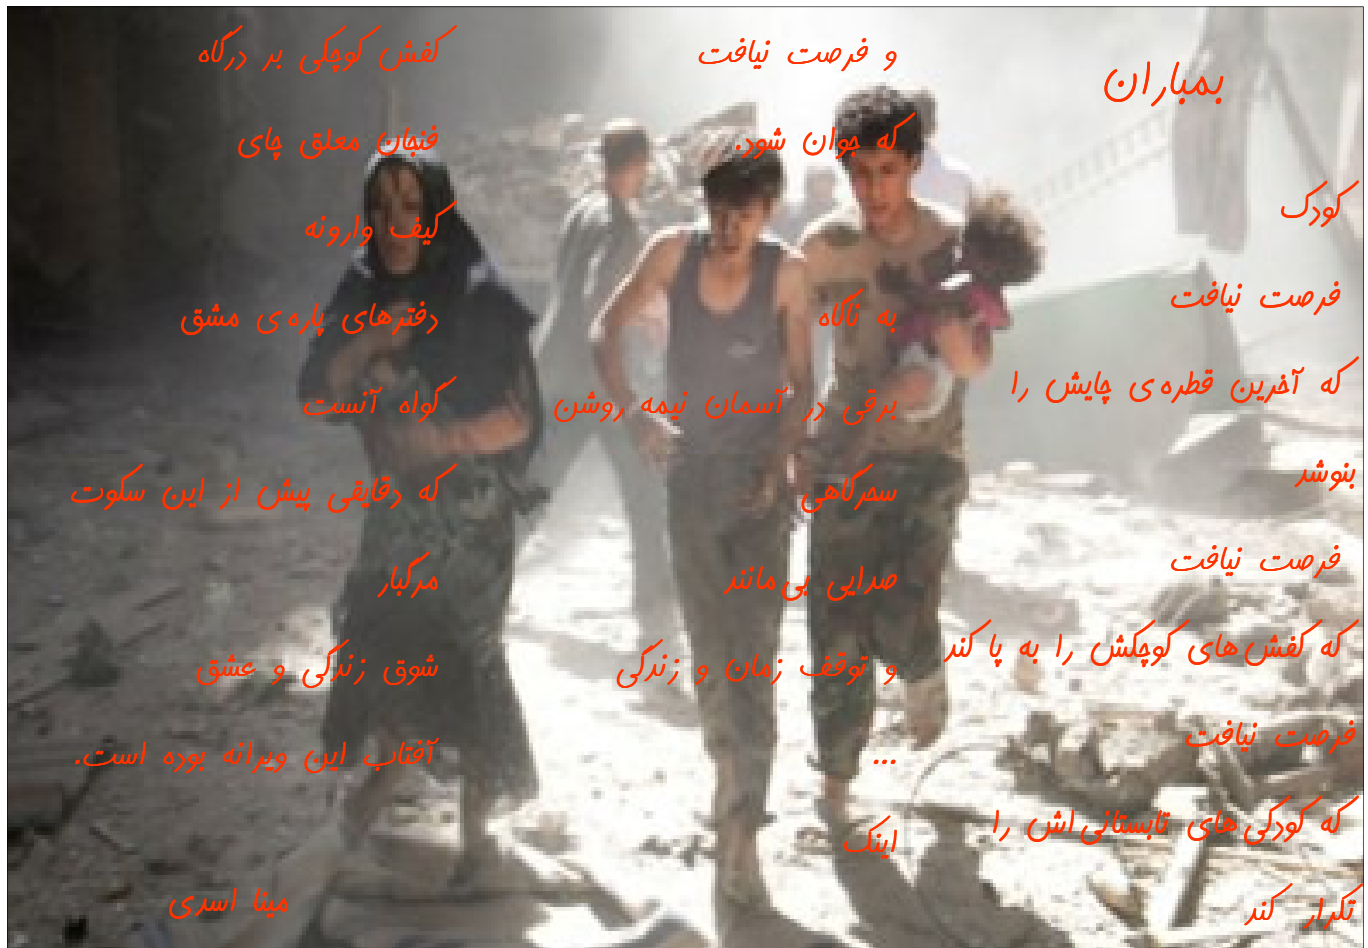 بمباران
کودک
فرصت نیافت
که آخرین قطره‌ی چایش را
بنوشد
فرصت نیافت
که کفش‌های کوچکش را به پا کند
فرصت نیافت
که کودکی‌های تابستانی‌اش را
تکرار کند
و فرصت نیافت
که جوان شود.
به ناگاه
برقی در آسمان نیمه روشن
سحرگاهی
صدایی بی‌مانند
و توقف زمان و زندگی
...
اینک
کفش کوچکی بر درگاه
فنجان معلق چای
کیف وارونه
دفترهای پاره‌ی مشق
گواه آنست
که دقایقی پیش از این سکوت
مرگبار
شوق زندگی و عشق
آفتاب این ویرانه بوده است.
مینا اسدی